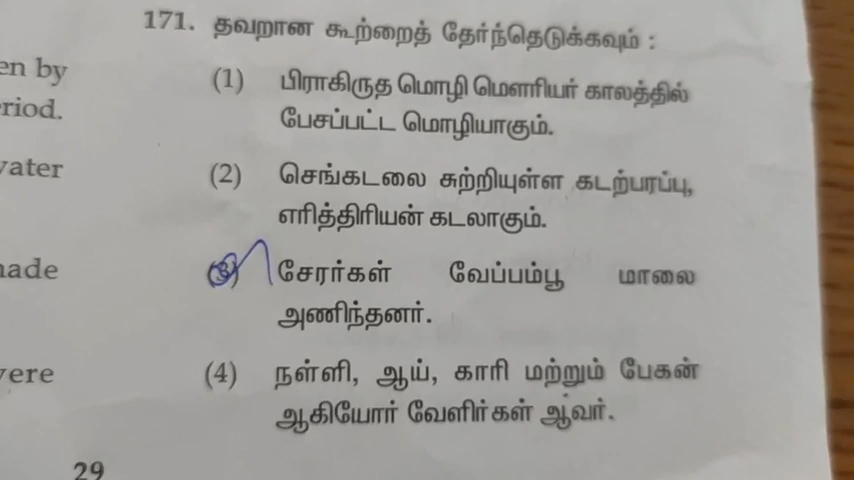 171. தவறான கூற்றைத் தேர்ந்தெடுக்கவும் :
en by
(1) பிராகிருத மொழி மௌரியர் காலத்தில்
riod.
பேசப்பட்ட மொழியாகும்.
vater
(2) செங்கடலை சுற்றியுள்ள கடற்பரப்பு,
எரித்திரியன் கடலாகும்.
nade
(3) சேரர்கள் வேப்பம்பூ மாலை
அணிந்தனர்.
vere
(4) நள்ளி, ஆய், காரி மற்றும் பேகன்
ஆகியோர் வேளிர்கள் ஆவர்.
29